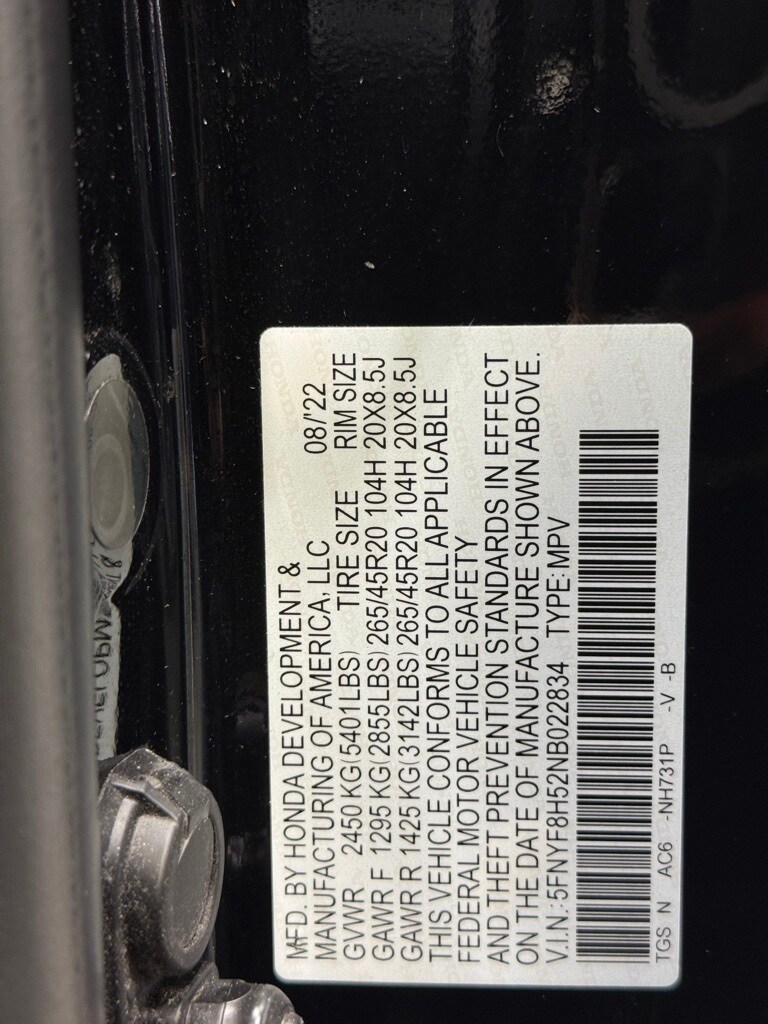 MFD. BY HONDA DEVELOPMENT &
MANUFACTURING OF AMERICA, LLC 08/'22
GVWR 2450 KG(5401LBS) TIRE SIZE RIM SIZE
GAWR F 1295 KG(2855LBS) 265/45R20 104H 20X8.5J
GAWR R 1425 KG(3142LBS) 265/45R20 104H 20X8.5J
THIS VEHICLE CONFORMS TO ALL APPLICABLE
FEDERAL MOTOR VEHICLE SAFETY
AND THEFT PREVENTION STANDARDS IN EFFECT
ON THE DATE OF MANUFACTURE SHOWN ABOVE.
V.I.N.: 5FNYF8H52NB022834 TYPE: MPV
TGS N AC6 -NH731P -V -B